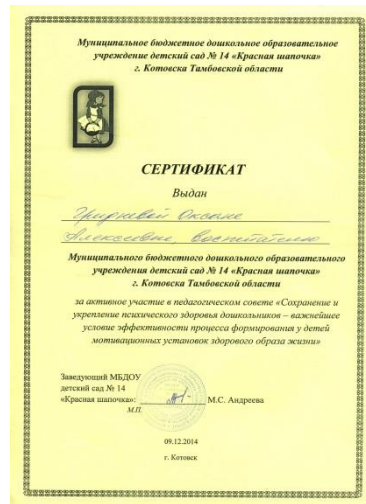 Муниципальное бюджетное дошкольное образовательное
учреждение детский сад № 14 «Красная шапочка»
г. Котовска Тамбовской области
СЕРТИФИКАТ
Выдан
Гридневой Оксане
Алексеевне, воспитателю
Муниципального бюджетного дошкольного образовательного
учреждения детский сад № 14 «Красная шапочка»
г. Котовска Тамбовской области
за активное участие в педагогическом совете «Сохранение и
укрепление психического здоровья дошкольников – важнейшее
условие эффективности процесса формирования у детей
мотивационных установок здорового образа жизни»
Заведующий МБДОУ
детский сад № 14
«Красная шапочка»: М.С. Андреева
М.П.
09.12.2014
г. Котовск